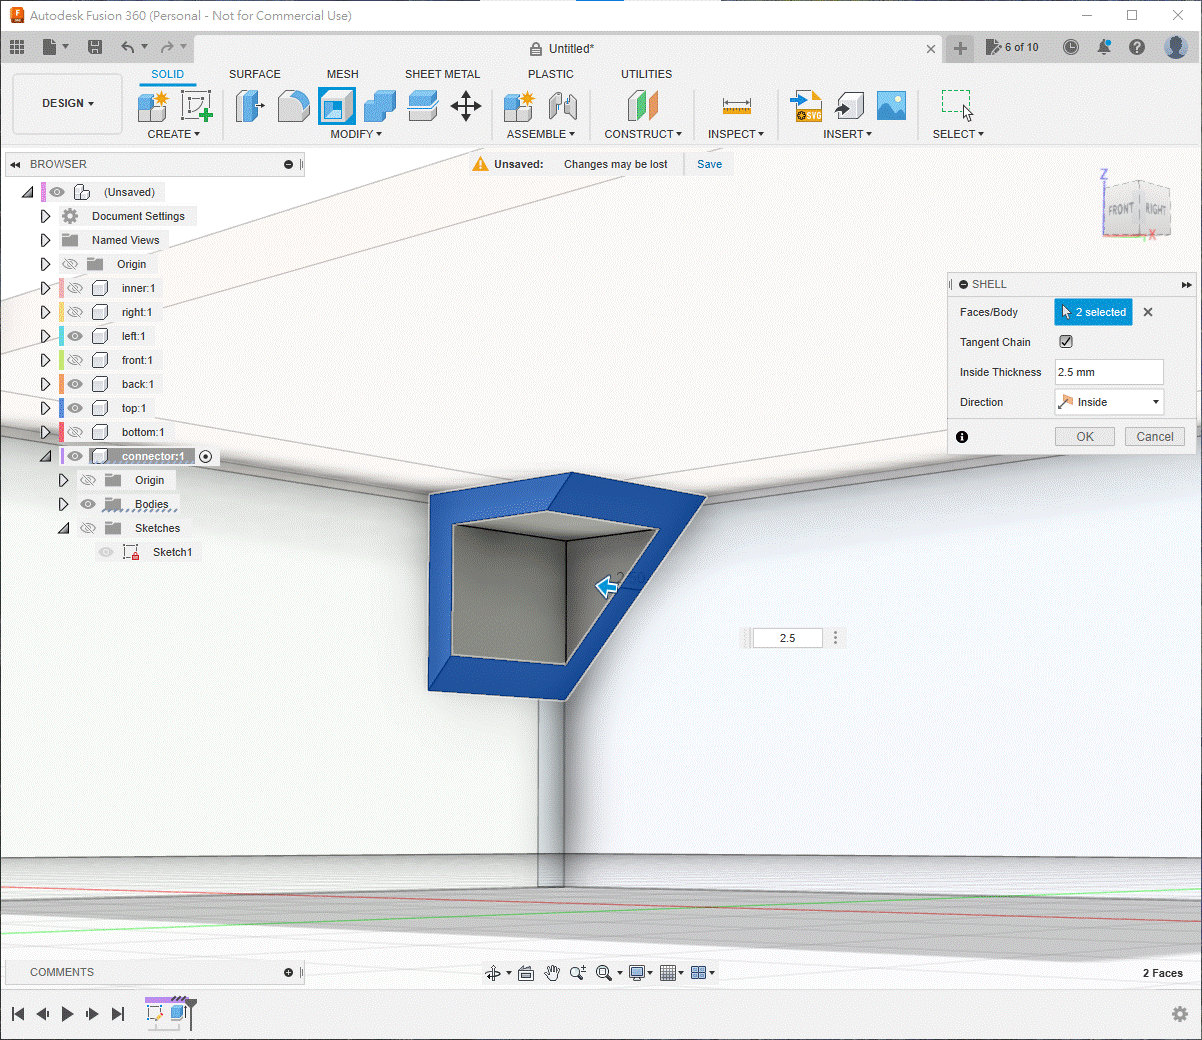 Autodesk Fusion 360 (Personal - Not for Commercial Use)
Untitled*
6 of 10
SOLID SURFACE MESH SHEET METAL PLASTIC UTILITIES
DESIGN
SVG
CREATE MODIFY ASSEMBLE CONSTRUCT INSPECT INSERT SELECT
BROWSER
Unsaved: Changes may be lost Save
(Unsaved)
Document Settings
Named Views
Origin
inner:1
right:1
left:1
front:1
back:1
top:1
bottom:1
connector:1
Origin
Bodies
Sketches
Sketch1
Z
FRONT RIGHT
X
SHELL
Faces/Body 2 selected
Tangent Chain
Inside Thickness 2.5 mm
Direction Inside
OK Cancel
2.5
COMMENTS
2 Faces